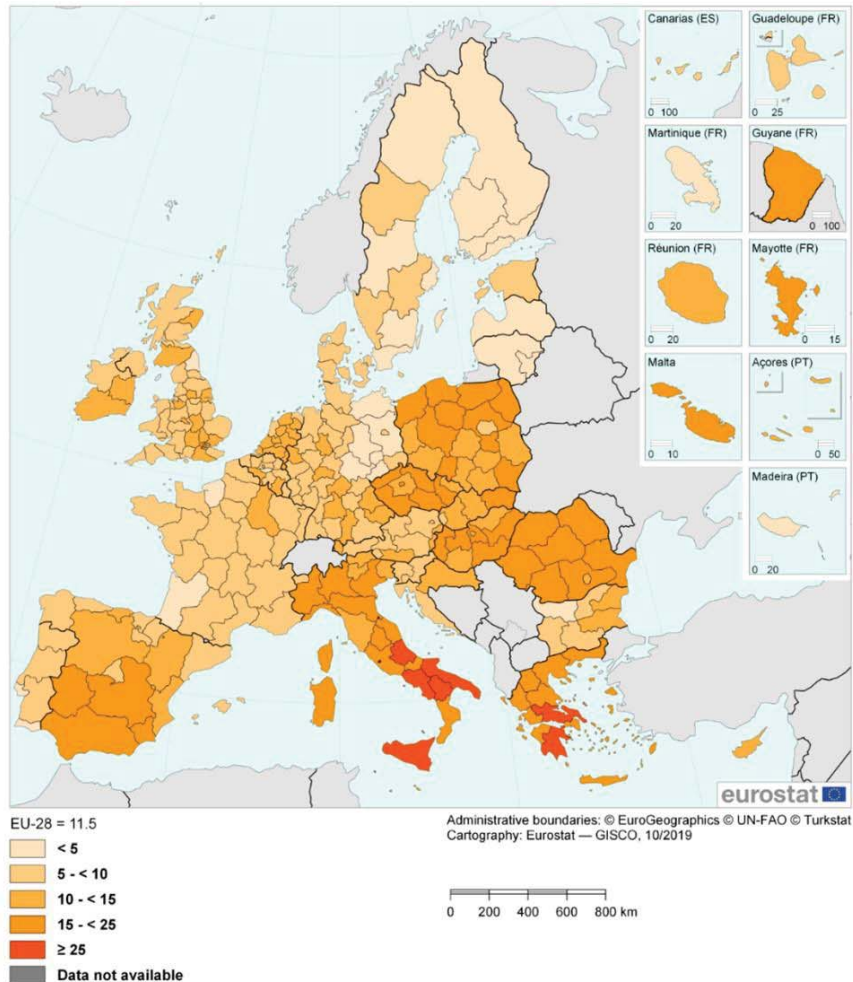 Canarias (ES)
0 100
Guadeloupe (FR)
0 25
Martinique (FR)
0 20
Guyane (FR)
0 100
Réunion (FR)
0 20
Mayotte (FR)
0 15
Malta
0 10
Açores (PT)
0 50
Madeira (PT)
0 20
eurostat
EU-28 = 11.5
< 5
5 - < 10
10 - < 15
15 - < 25
≥ 25
Data not available
Administrative boundaries: © EuroGeographics © UN-FAO © Turkstat
Cartography: Eurostat — GISCO, 10/2019
0 200 400 600 800 km